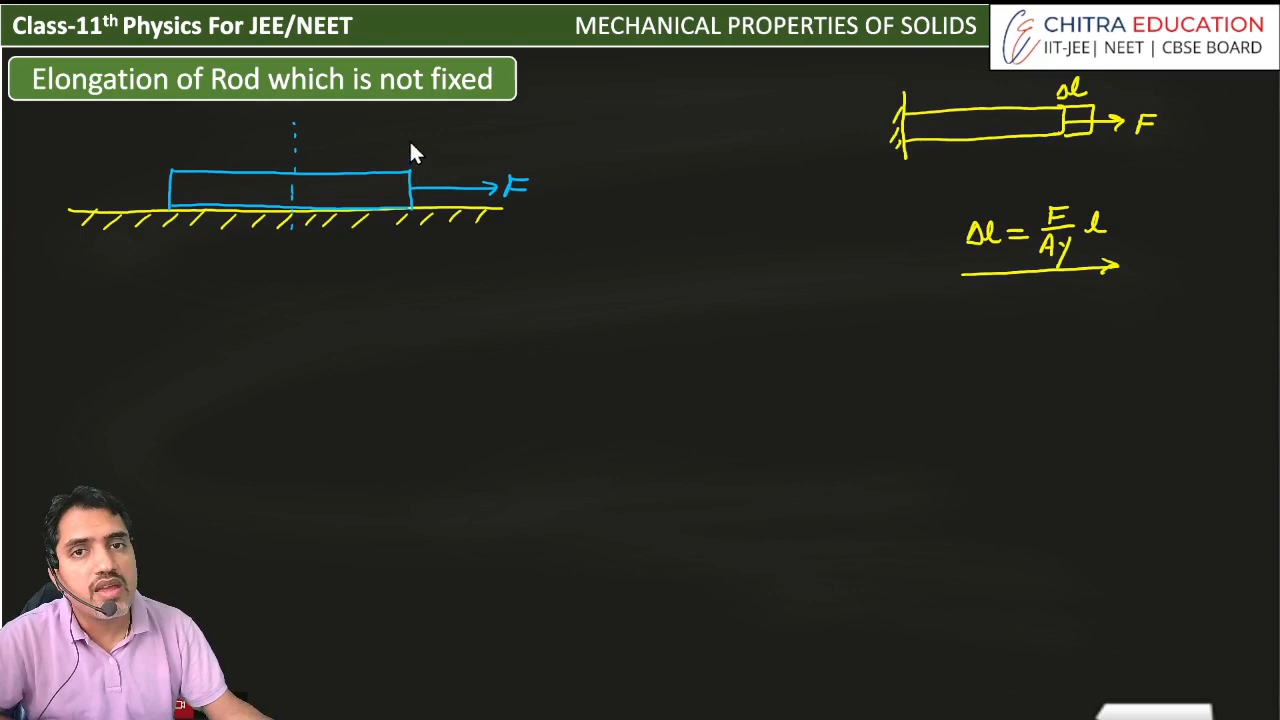 Class-11th Physics For JEE/NEET
MECHANICAL PROPERTIES OF SOLIDS
CHITRA EDUCATION
IIT-JEE| NEET | CBSE BOARD
Elongation of Rod which is not fixed
Δl
F
F
Δl = F/Ay l